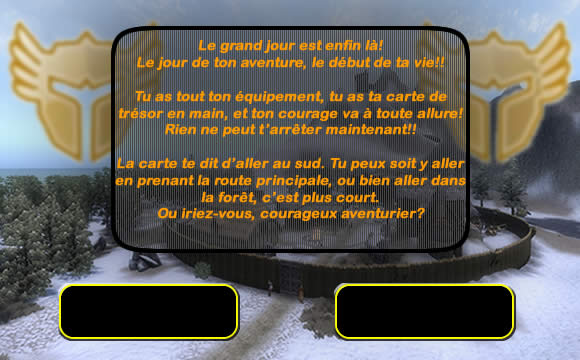 Le grand jour est enfin là!
Le jour de ton aventure, le début de ta vie!!
Tu as tout ton équipement, tu as ta carte de
trésor en main, et ton courage va à toute allure!
Rien ne peut t'arrêter maintenant!!
La carte te dit d'aller au sud. Tu peux soit y aller
en prenant la route principale, ou bien aller dans
la forêt, c'est plus court.
Ou iriez-vous, courageux aventurier?